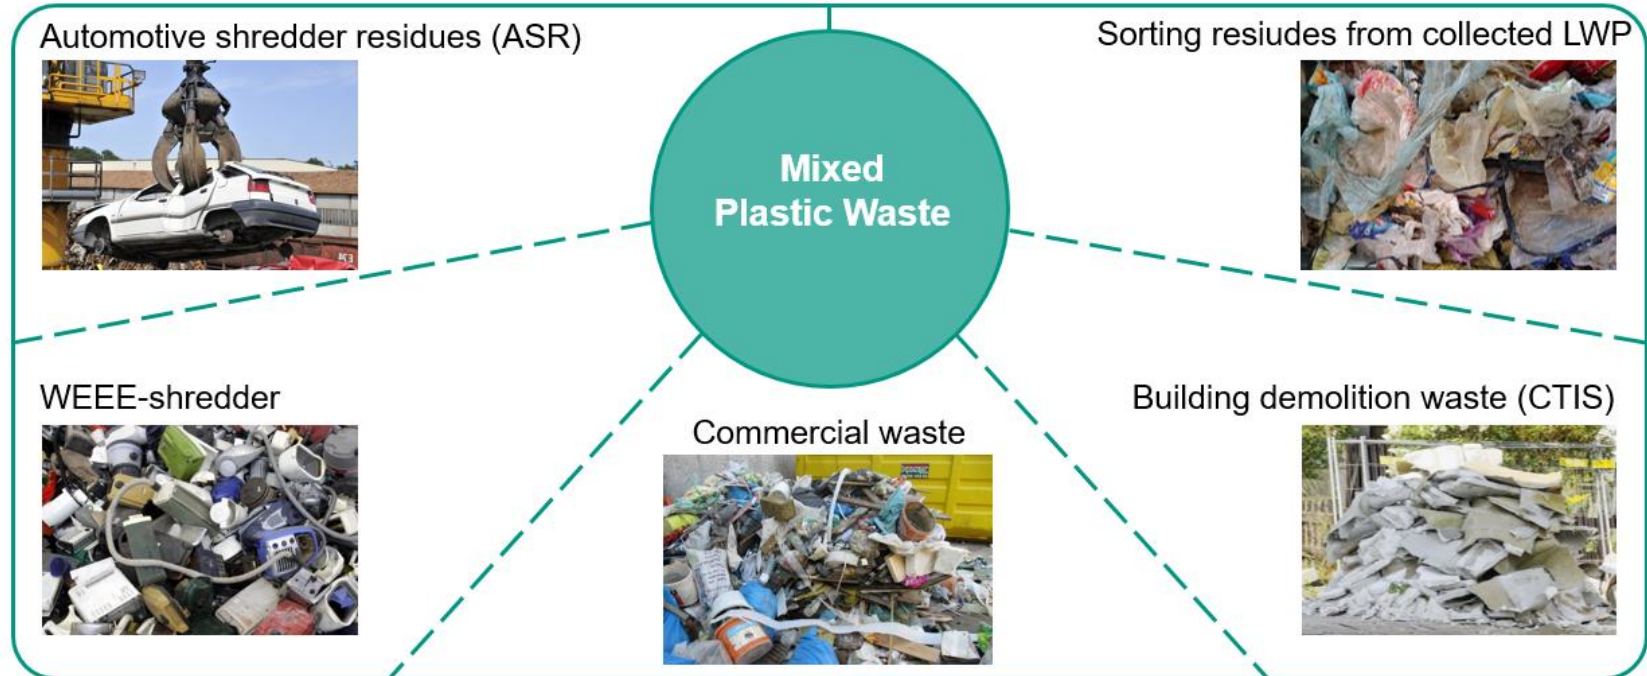 Automotive shredder residues (ASR)
Sorting resiudes from collected LWP
Mixed
Plastic Waste
WEEE-shredder
Commercial waste
Building demolition waste (CTIS)